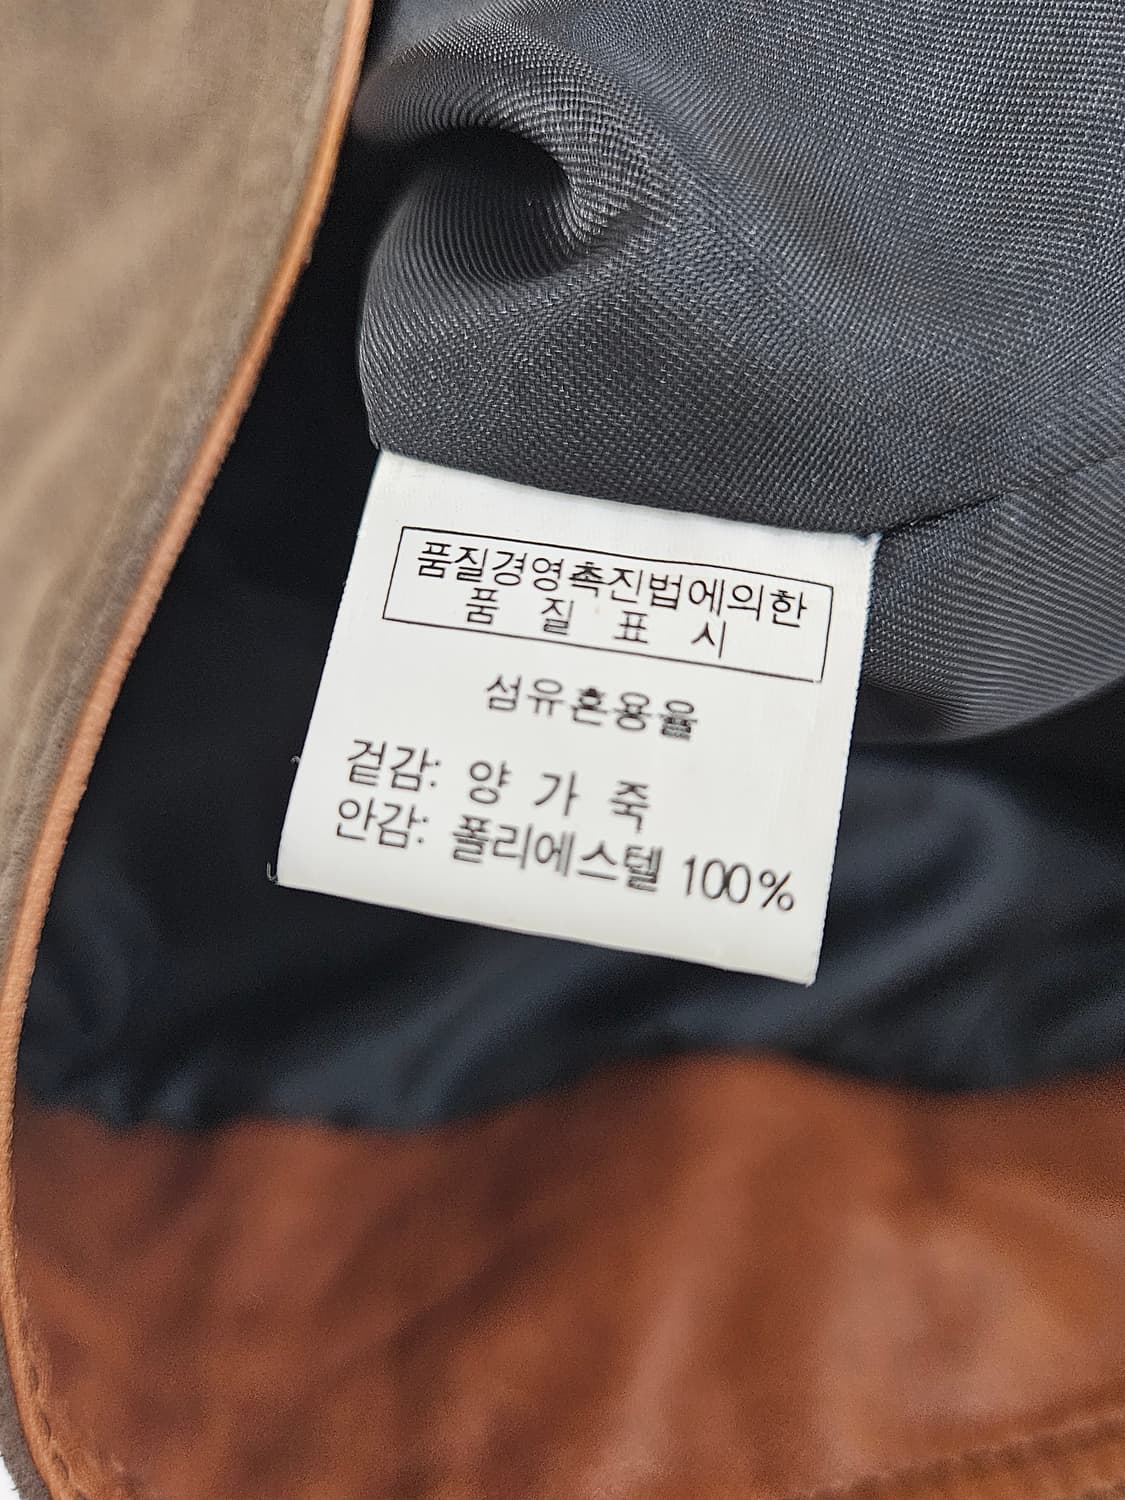 품질경영촉진법에의한
품 질 표 시
섬유혼용율
겉감: 양 가 죽
안감: 폴리에스텔 100%